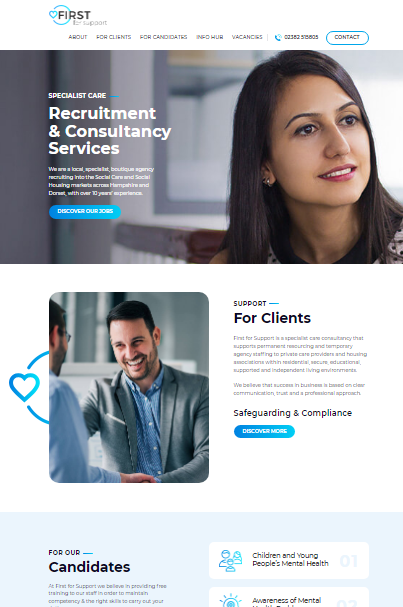 FIRST
for support
ABOUT FOR CLIENTS FOR CANDIDATES INFO HUB VACANCIES 02382 515805 CONTACT
SPECIALIST CARE
Recruitment
& Consultancy
Services
We are a local, specialist, boutique agency
recruiting into the Social Care and Social
Housing markets across Hampshire and
Dorset, with over 10 years' experience.
DISCOVER OUR JOBS
SUPPORT
For Clients
First for Support is a specialist care consultancy that
supports permanent resourcing and temporary
agency staffing to private care providers and housing
associations within residential, secure, educational,
supported and independent living environments.
We believe that success in business is based on clear
communication, trust and a professional approach.
Safeguarding & Compliance
DISCOVER MORE
FOR OUR
Candidates
At First for Support we believe in providing free
training to our staff in order to maintain
competency & the right skills to carry out your
Children and Young
People's Mental Health
01
Awareness of Mental
02